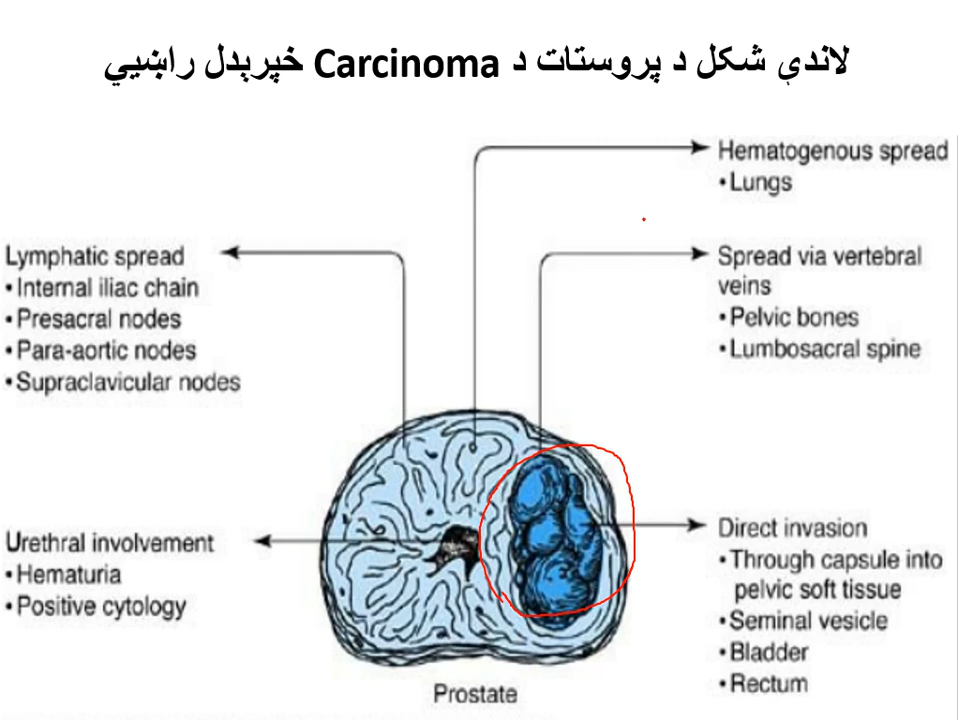 لاندې شکل د پروستات د Carcinoma خپرېدل راښيي
Hematogenous spread
•Lungs
Lymphatic spread
•Internal iliac chain
•Presacral nodes
•Para-aortic nodes
•Supraclavicular nodes
Spread via vertebral
veins
•Pelvic bones
•Lumbosacral spine
Urethral involvement
•Hematuria
•Positive cytology
Direct invasion
•Through capsule into
pelvic soft tissue
•Seminal vesicle
•Bladder
•Rectum
Prostate